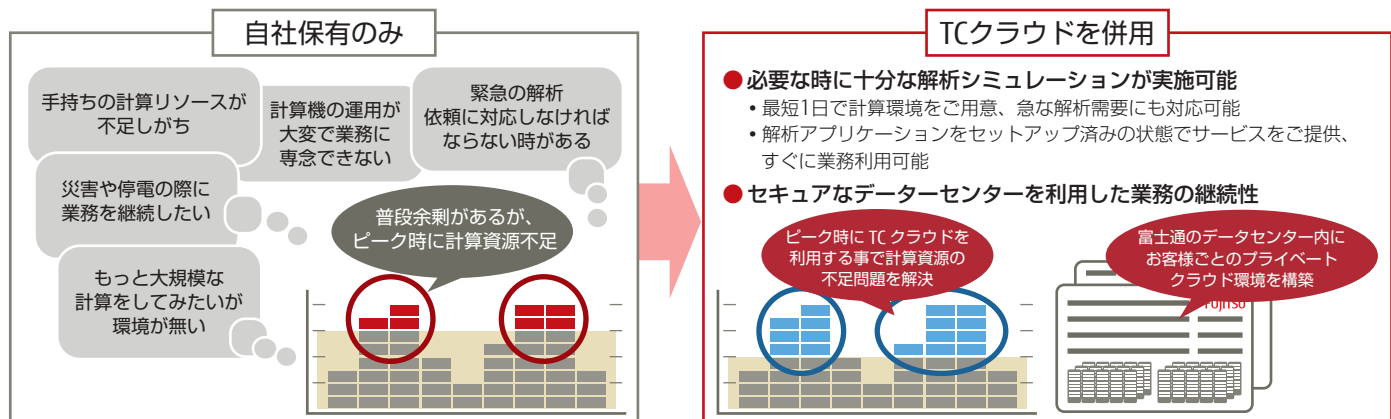 自社保有のみ
手持ちの計算リソースが
不足しがち
計算機の運用が
大変で業務に
専念できない
緊急の解析
依頼に対応しなければ
ならない時がある
災害や停電の際に
業務を継続したい
普段余剰があるが、
ピーク時に計算資源不足
もっと大規模な
計算をしてみたいが
環境が無い
TCクラウドを併用
●必要な時に十分な解析シミュレーションが実施可能
・最短1日で計算環境をご用意、急な解析需要にも対応可能
・解析アプリケーションをセットアップ済みの状態でサービスをご提供、
すぐに業務利用可能
●セキュアなデーターセンターを利用した業務の継続性
ピーク時に TC クラウドを
利用する事で計算資源の
不足問題を解決
富士通のデータセンター内に
お客様ごとのプライベート
クラウド環境を構築